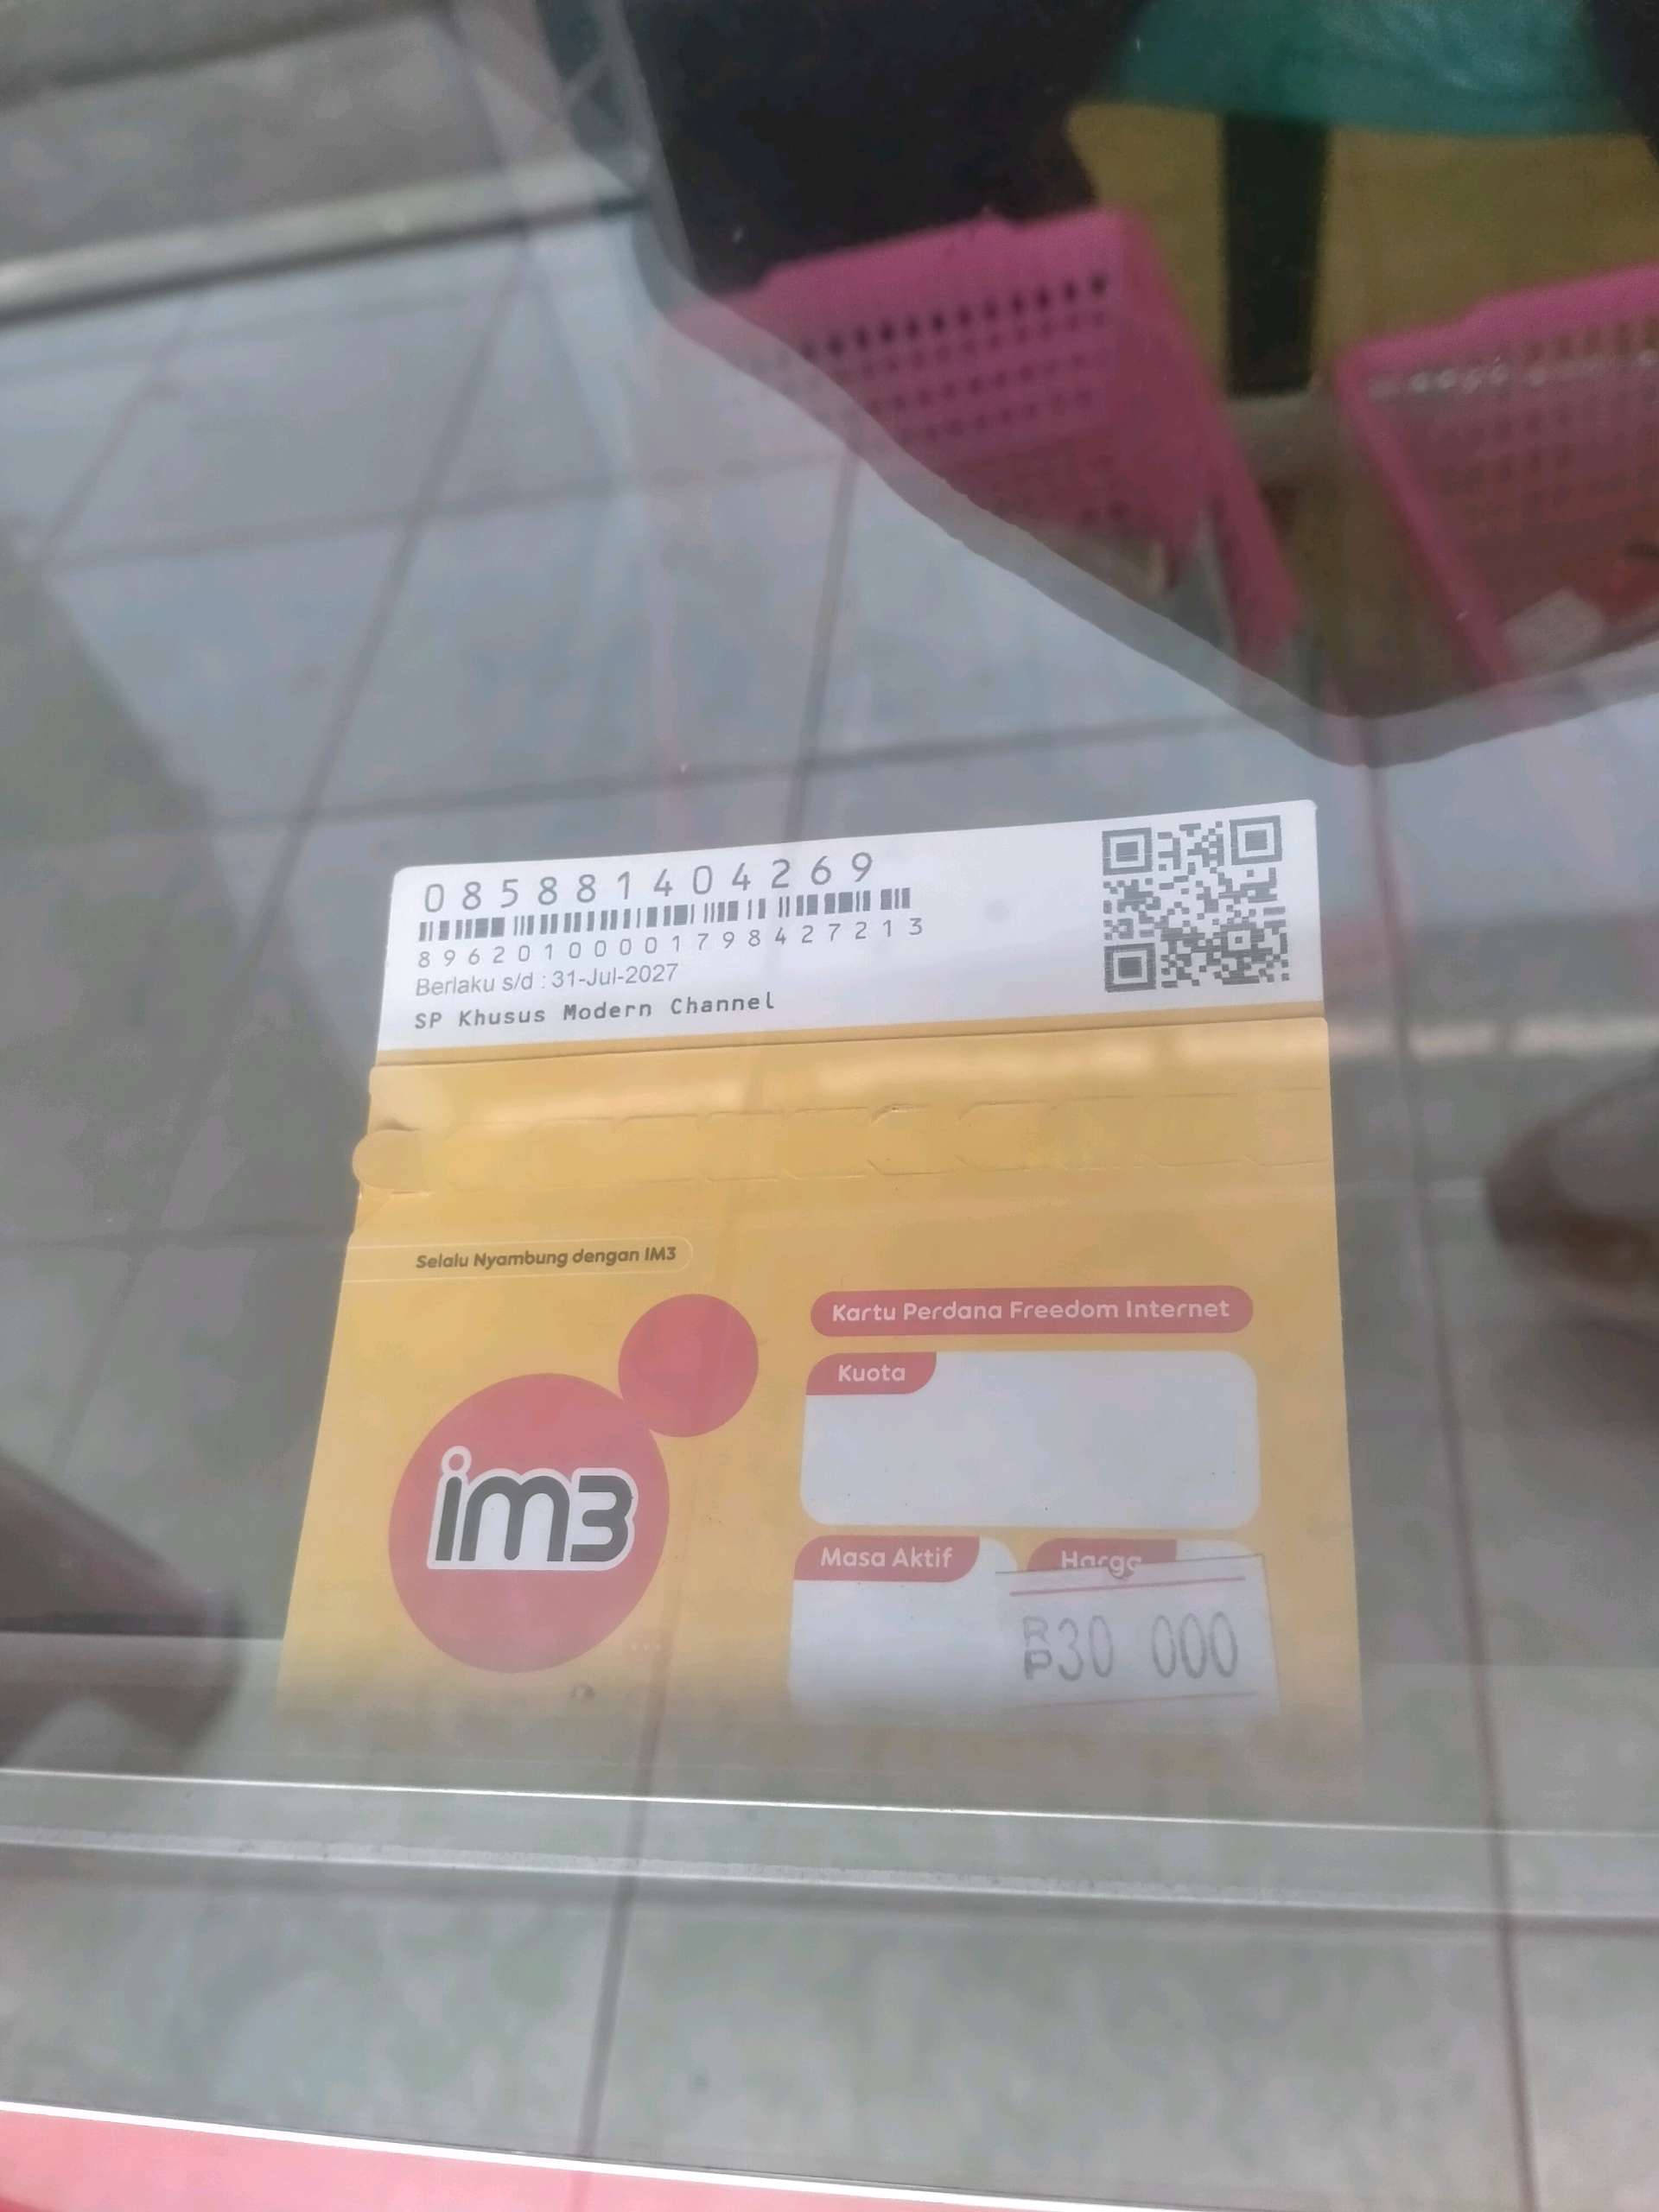 085881404269
89620100001798427213
Berlaku s/d : 31-Jul-2027
SP Khusus Modern Channel
Selalu Nyambung dengan IM3
im3
Kartu Perdana Freedom Internet
Kuota
Masa Aktif
Harga
RP30 000